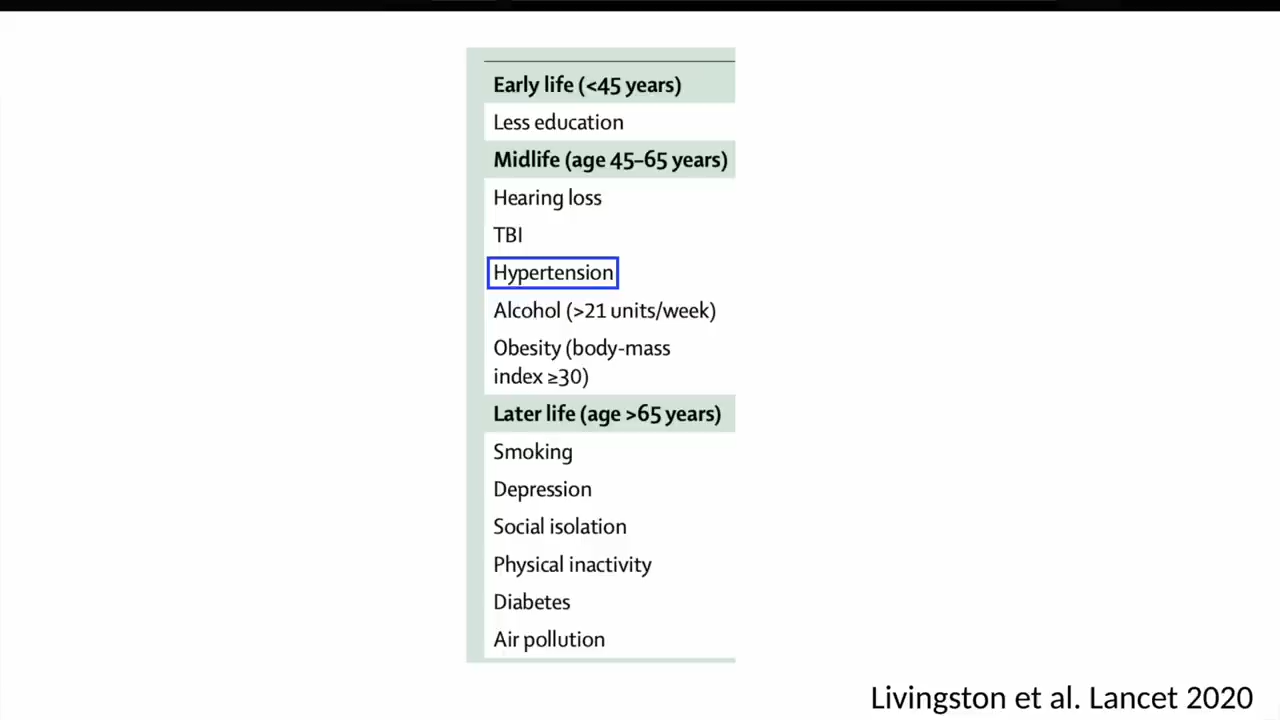 Early life (<45 years)
Less education
Midlife (age 45–65 years)
Hearing loss
TBI
Hypertension
Alcohol (>21 units/week)
Obesity (body-mass
index ≥30)
Later life (age >65 years)
Smoking
Depression
Social isolation
Physical inactivity
Diabetes
Air pollution
Livingston et al. Lancet 2020